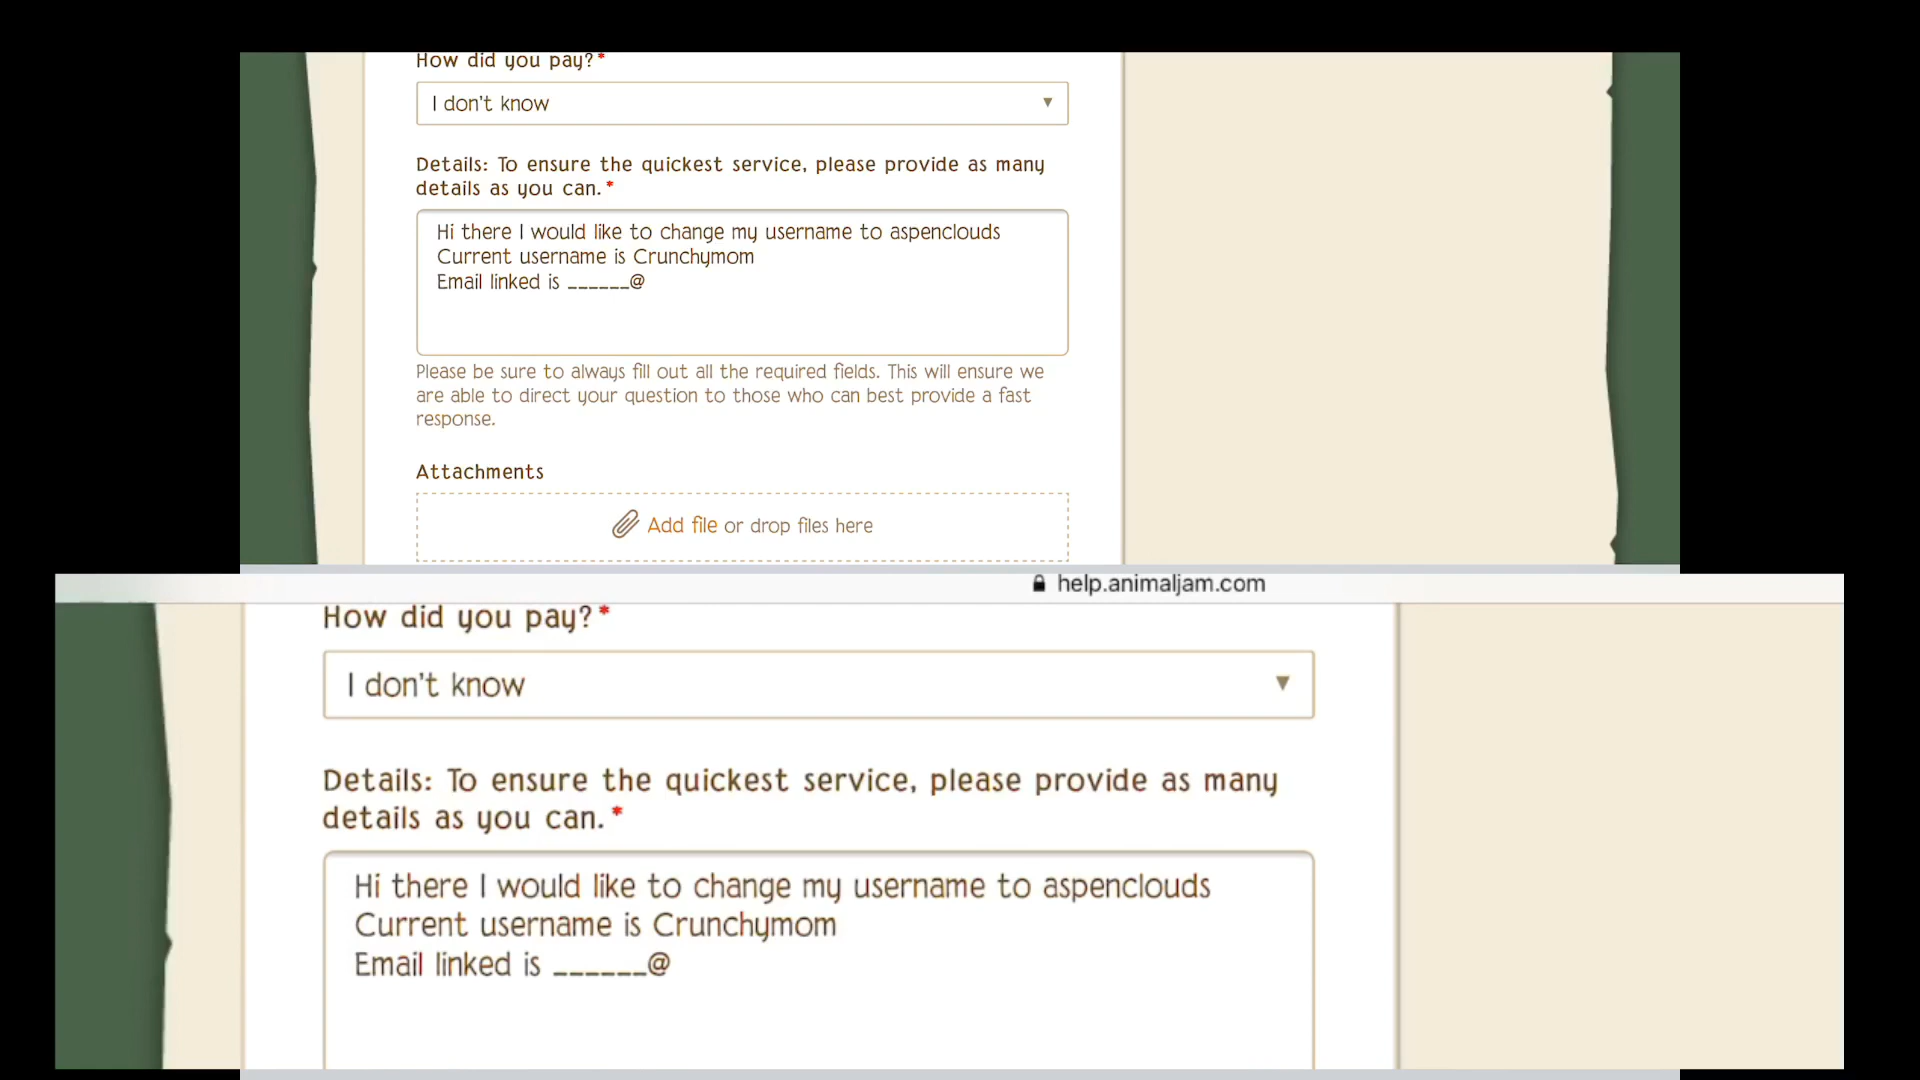 How did you pay?*
I don't know
Details: To ensure the quickest service, please provide as many
details as you can.*
Hi there I would like to change my username to aspenclouds
Current username is Crunchymom
Email linked is ______@
Please be sure to always fill out all the required fields. This will ensure we
are able to direct your question to those who can best provide a fast
response.
Attachments
Add file or drop files here
help.animaljam.com
How did you pay?*
I don't know
Details: To ensure the quickest service, please provide as many
details as you can.*
Hi there I would like to change my username to aspenclouds
Current username is Crunchymom
Email linked is ______@